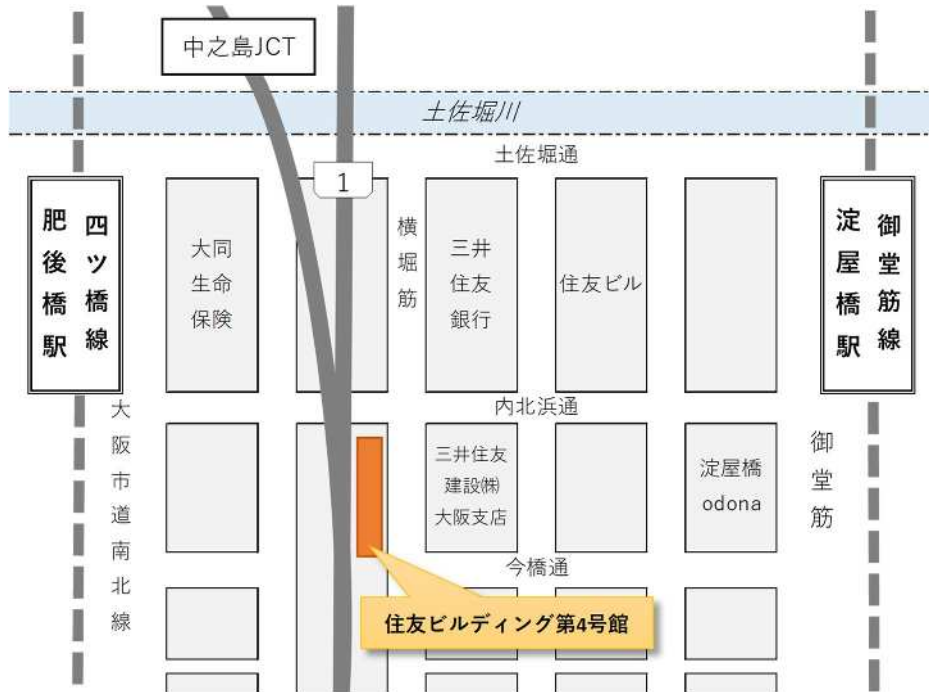 中之島JCT
土佐堀川
土佐堀通
1
肥後橋駅
四ツ橋線
大同
生命
保険
横堀筋
三井
住友
銀行
住友ビル
淀屋橋駅
御堂筋線
内北浜通
大阪市道南北線
三井住友
建設㈱
大阪支店
淀屋橋
odona
御堂筋
今橋通
住友ビルディング第4号館